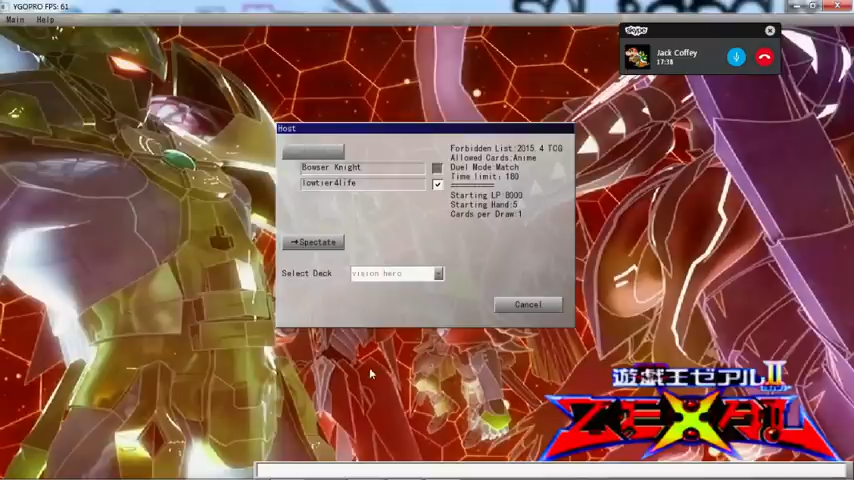 YGOPRO FPS: 61
Main Help
skype
Jack Coffey
17:38
Host
Bowser Knight
lowtier4life
Forbidden List:2015.4 TCG
Allowed Cards:Anime
Duel Mode:Match
Time limit: 180
==========
Starting LP 8000
Starting Hand:5
Cards per Draw:1
→Spectate
Select Deck
vision hero
Cancel
遊戯王ゼアルII
ZEXAL II